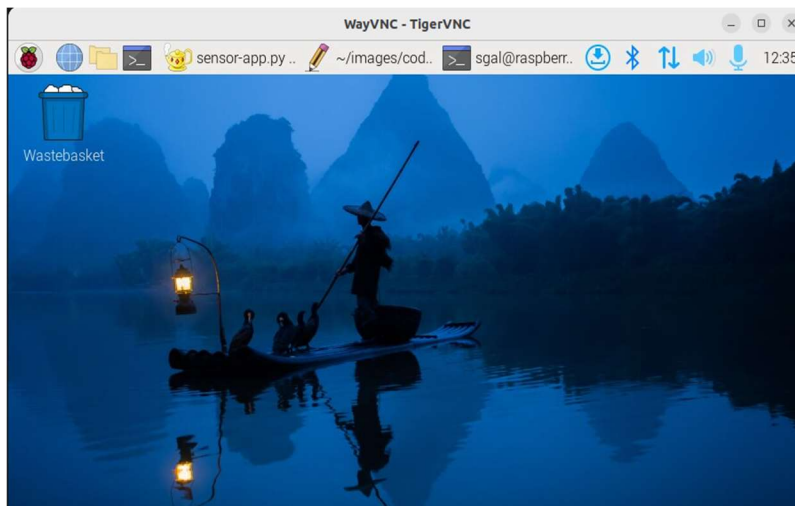 WayVNC - TigerVNC
sensor-app.py .. ~/images/cod.. sgal@raspberr.. 12:35
Wastebasket